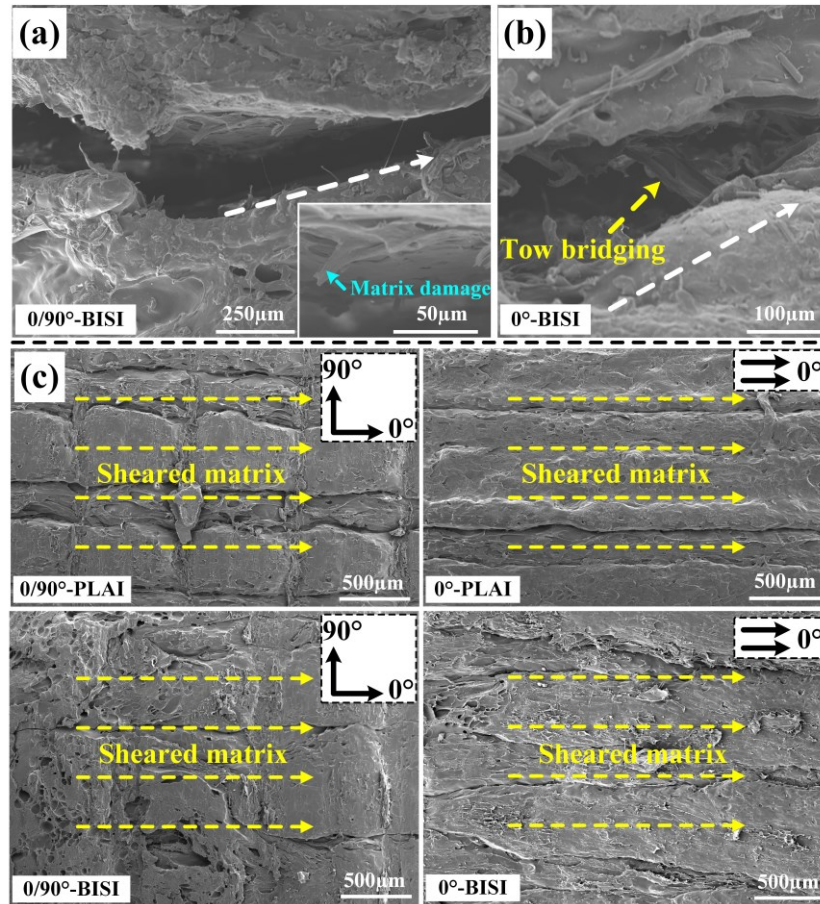 (a)
Matrix damage
0/90°-BISI
250μm
50μm
(b)
Tow bridging
0°-BISI
100μm
(c)
90°
0°
Sheared matrix
0/90°-PLAI
500μm
0°
Sheared matrix
0°-PLAI
500μm
90°
0°
Sheared matrix
0/90°-BISI
500μm
0°
Sheared matrix
0°-BISI
500μm